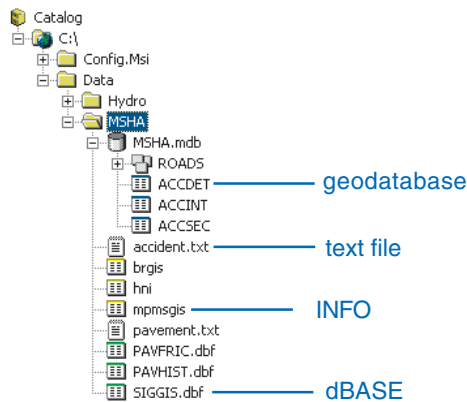 Catalog
C:\
Config.Msi
Data
Hydro
MSHA
MSHA.mdb
ROADS
ACCDET geodatabase
ACCINT
ACCSEC
accident.txt text file
brgis
hni
mpmsgis INFO
pavement.txt
PAVFRIC.dbf
PAVHIST.dbf
SIGGIS.dbf dBASE